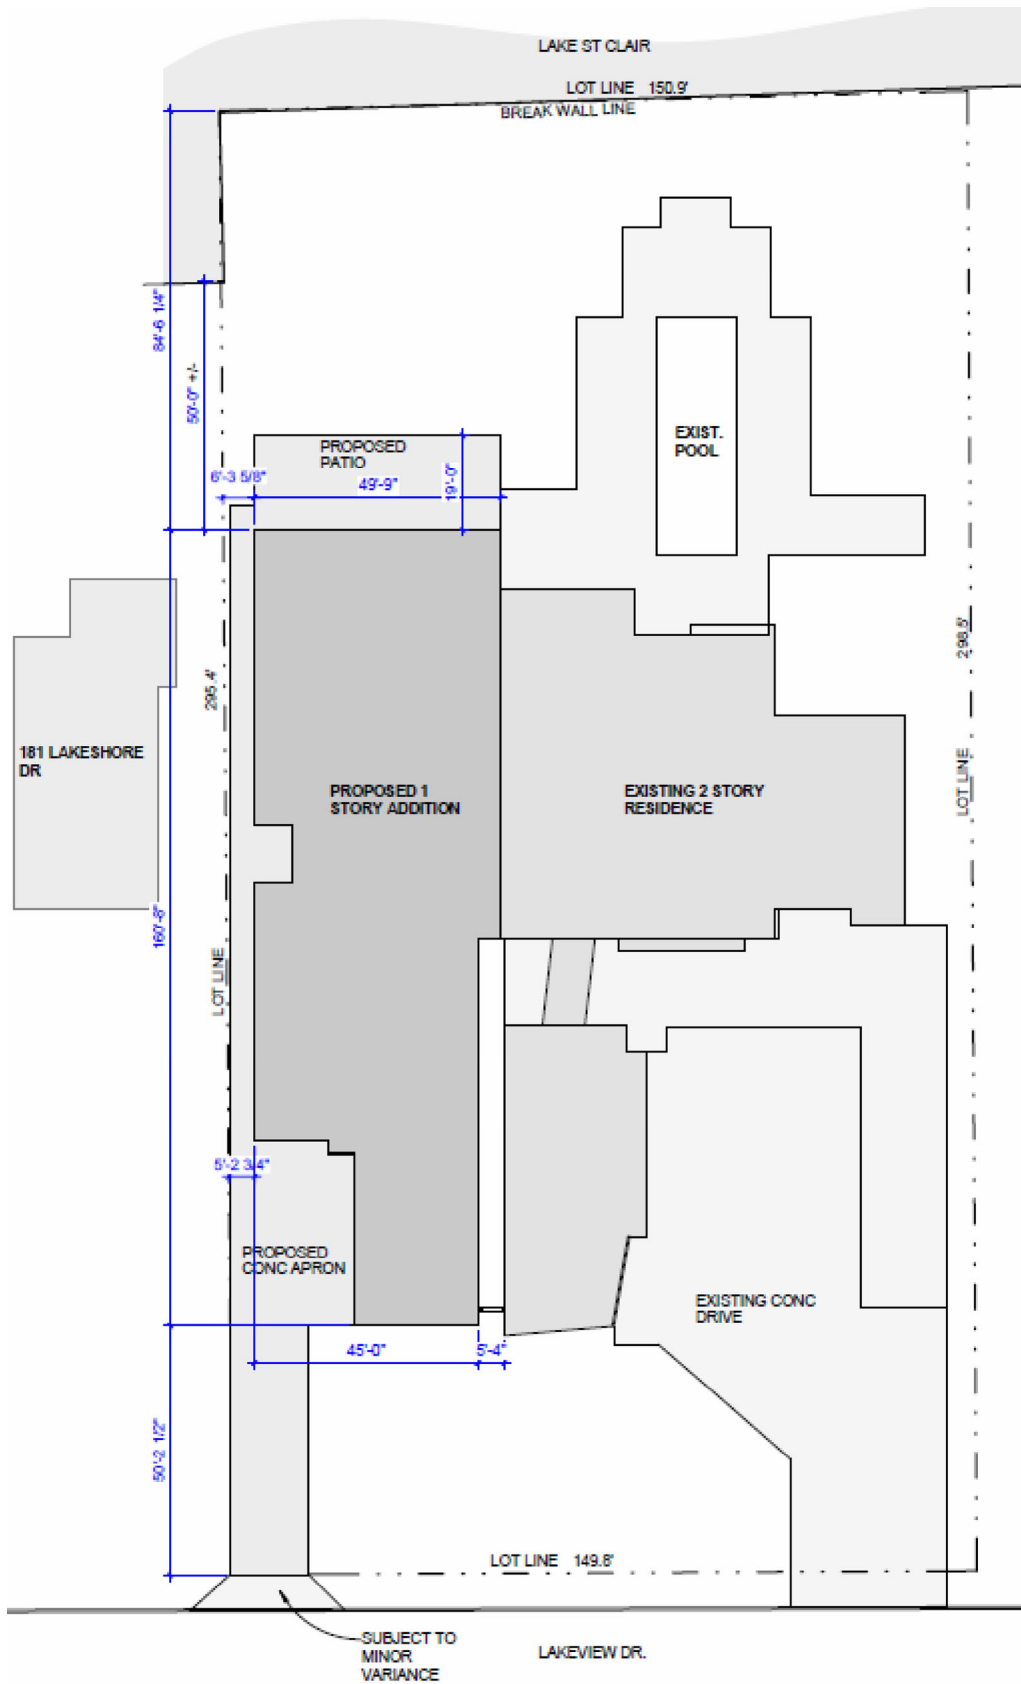 LAKE ST CLAIR
LOT LINE 150.9'
BREAK WALL LINE
84'-6 1/4"
50'-0" +/-
PROPOSED
PATIO
6'-3 5/8"
49'-9"
19'-0"
EXIST.
POOL
298.5'
295.4'
181 LAKESHORE
DR
PROPOSED 1
STORY ADDITION
EXISTING 2 STORY
RESIDENCE
LOT LINE
160'-8"
LOT LINE
5'-2 3/4"
PROPOSED
CONC APRON
EXISTING CONC
DRIVE
45'-0"
5'-4"
50'-2 1/2"
LOT LINE 149.8'
SUBJECT TO
MINOR
VARIANCE
LAKEVIEW DR.